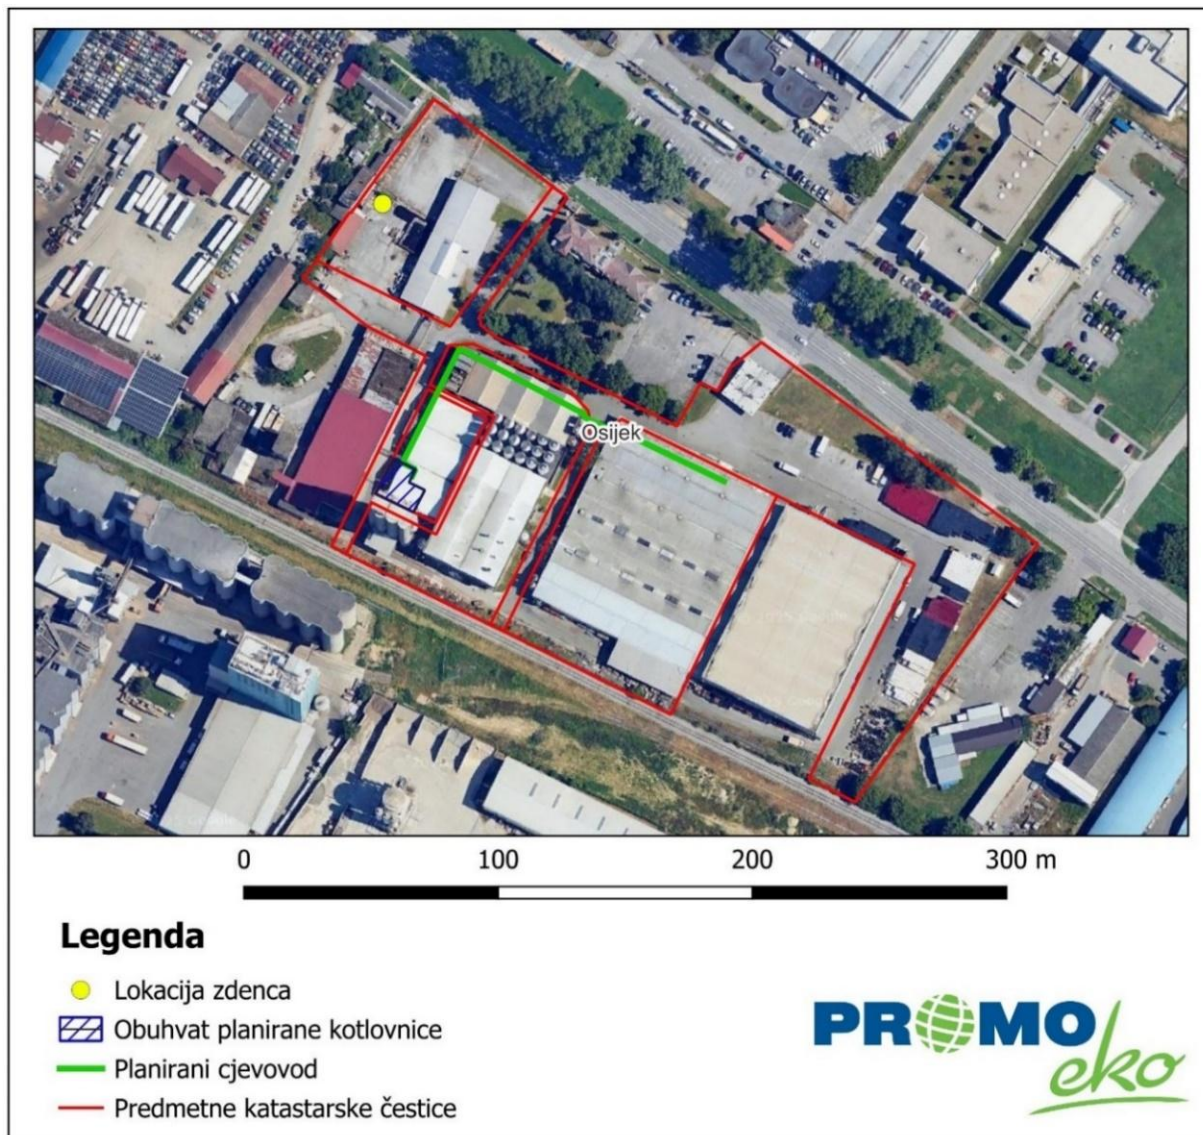 Osijek
0 100 200 300 m
Legenda
Lokacija zdenca
Obuhvat planirane kotlovnice
Planirani cjevovod
Predmetne katastarske čestice
PROMO
eko